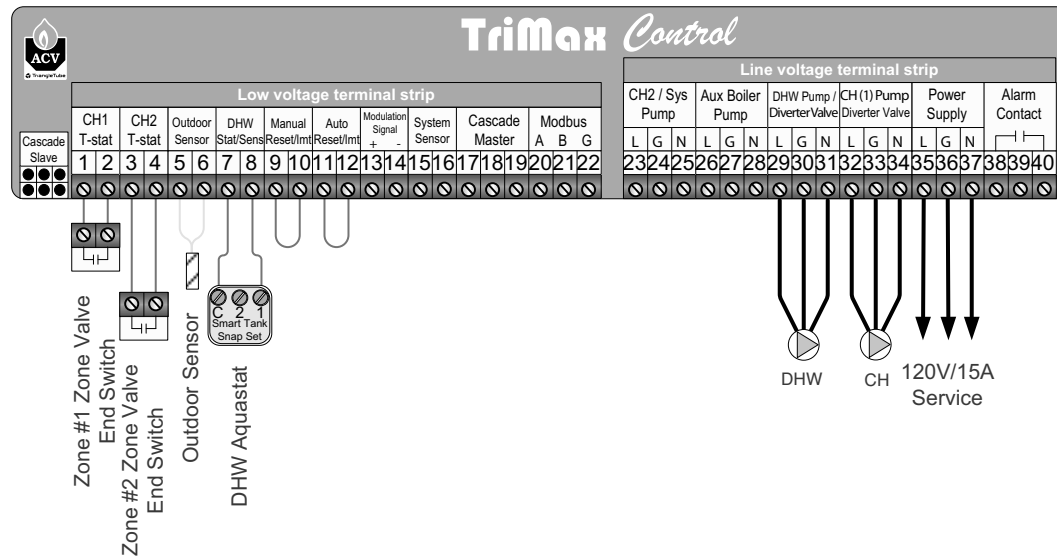 TriMax Control
ACV
TriangleTube
Low voltage terminal strip
Line voltage terminal strip
Cascade
Slave
CH1
T-stat
CH2
T-stat
Outdoor
Sensor
DHW
Stat/Sens
Manual
Reset/lmt
Auto
Reset/lmt
Modulation
Signal
+ -
System
Sensor
Cascade
Master
Modbus
A B G
CH2 / Sys
Pump
L G N
Aux Boiler
Pump
L G N
DHW Pump /
DiverterValve
L G N
CH (1) Pump
Diverter Valve
L G N
Power
Supply
L G N
Alarm
Contact
1 2 3 4 5 6 7 8 9 10 11 12 13 14 15 16 17 18 19 20 21 22
23 24 25 26 27 28 29 30 31 32 33 34 35 36 37 38 39 40
Zone #1 Zone Valve
End Switch
Zone #2 Zone Valve
End Switch
Outdoor Sensor
C 2 1
Smart Tank
Snap Set
DHW Aquastat
DHW
CH
120V/15A
Service